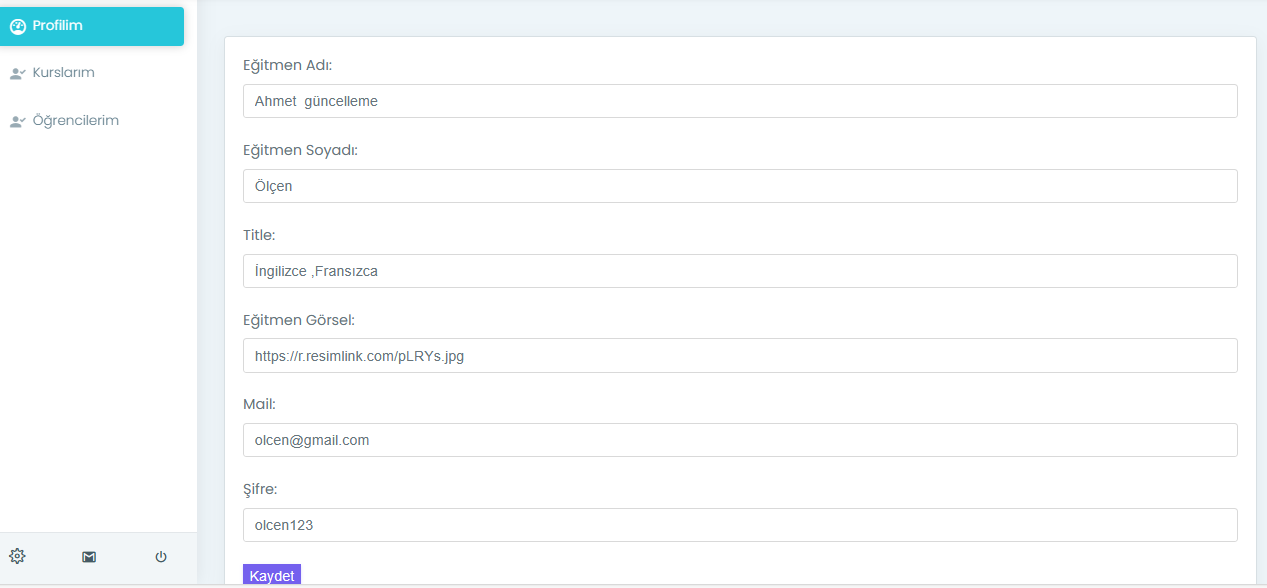 Profilim
Kurslarım
Öğrencilerim
Eğitmen Adı:
Ahmet  güncelleme
Eğitmen Soyadı:
Ölçen
Title:
İngilizce ,Fransızca
Eğitmen Görsel:
https://r.resimlink.com/pLRYs.jpg
Mail:
olcen@gmail.com
Şifre:
olcen123
Kaydet